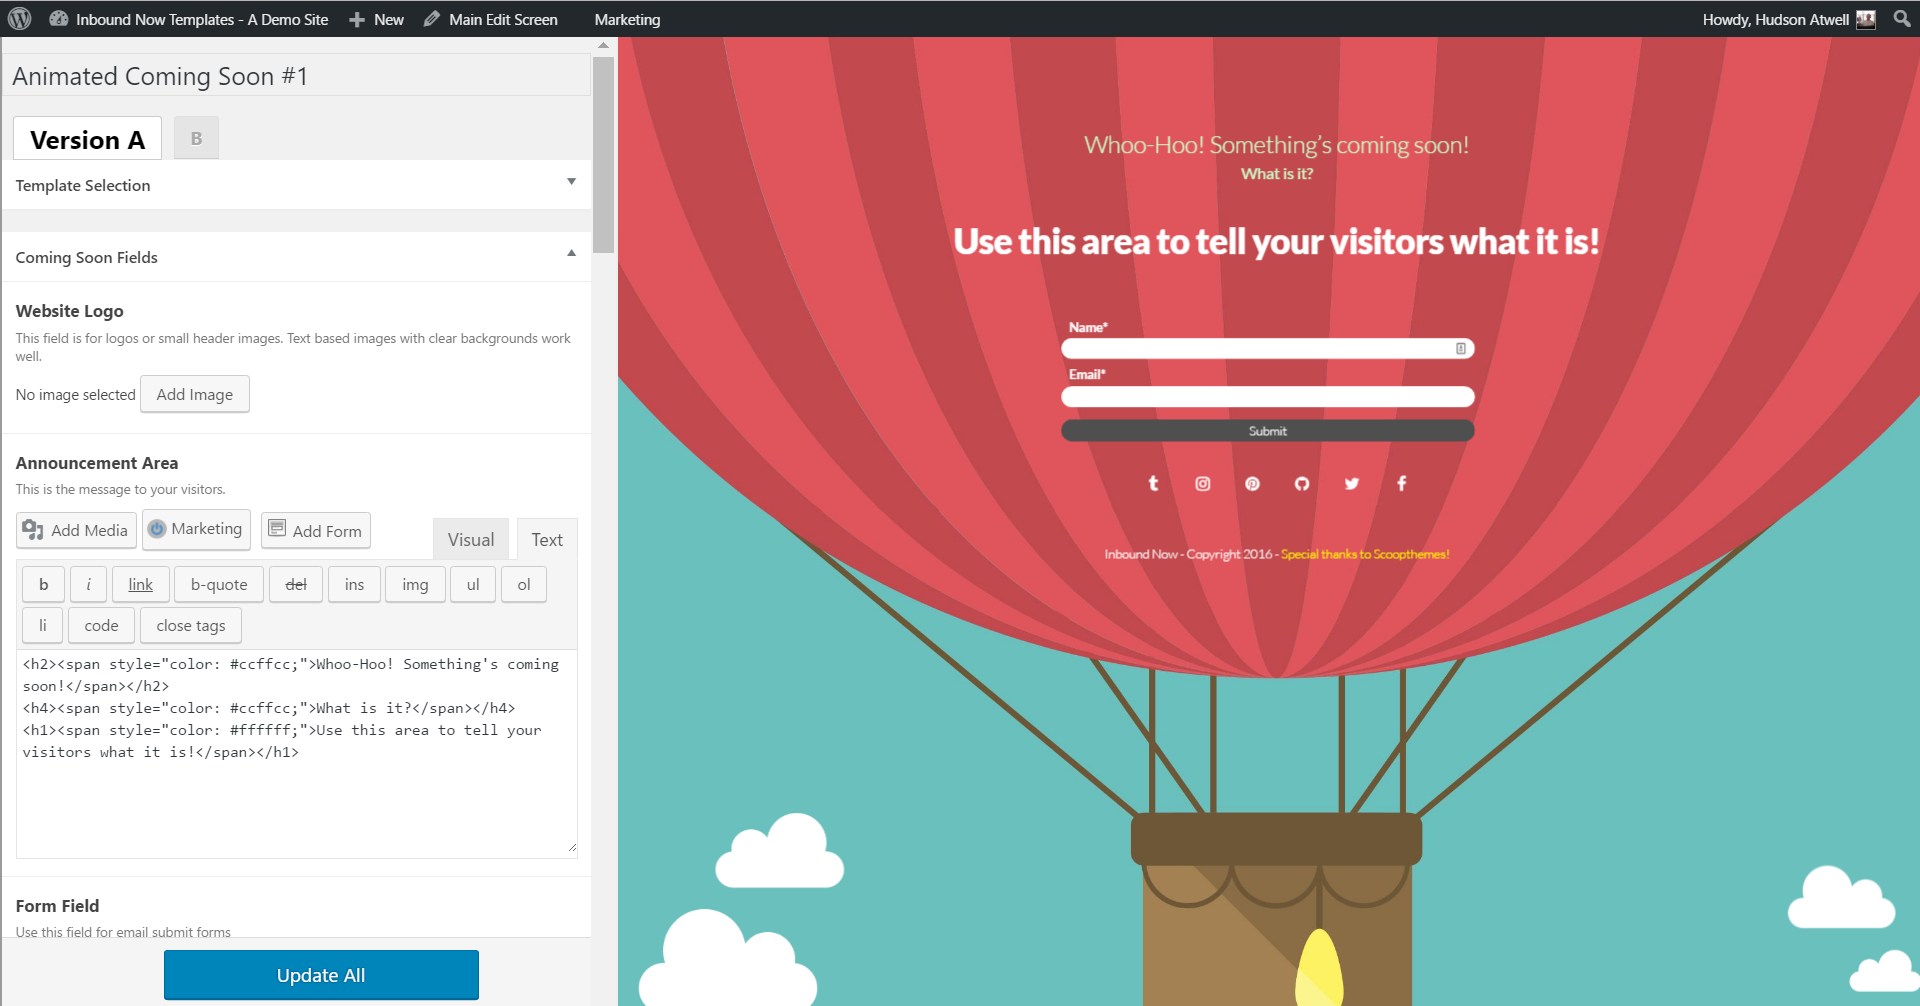 Inbound Now Templates - A Demo Site
New
Main Edit Screen
Marketing
Howdy, Hudson Atwell
Animated Coming Soon #1
Version A
B
Template Selection
Coming Soon Fields
Website Logo
This field is for logos or small header images. Text based images with clear backgrounds work
well.
No image selected
Add Image
Announcement Area
This is the message to your visitors.
Add Media
Marketing
Add Form
Visual
Text
b
i
link
b-quote
del
ins
img
ul
ol
li
code
close tags
<h2><span style="color: #ccffcc;">Whoo-Hoo! Something's coming
soon!</span></h2>
<h4><span style="color: #ccffcc;">What is it?</span></h4>
<h1><span style="color: #ffffff;">Use this area to tell your
visitors what it is!</span></h1>
Form Field
Use this field for email submit forms
Update All
Whoo-Hoo! Something’s coming soon!
What is it?
Use this area to tell your visitors what it is!
Name*
Email*
Submit
Inbound Now - Copyright 2016 - Special thanks to Scoopthemes!